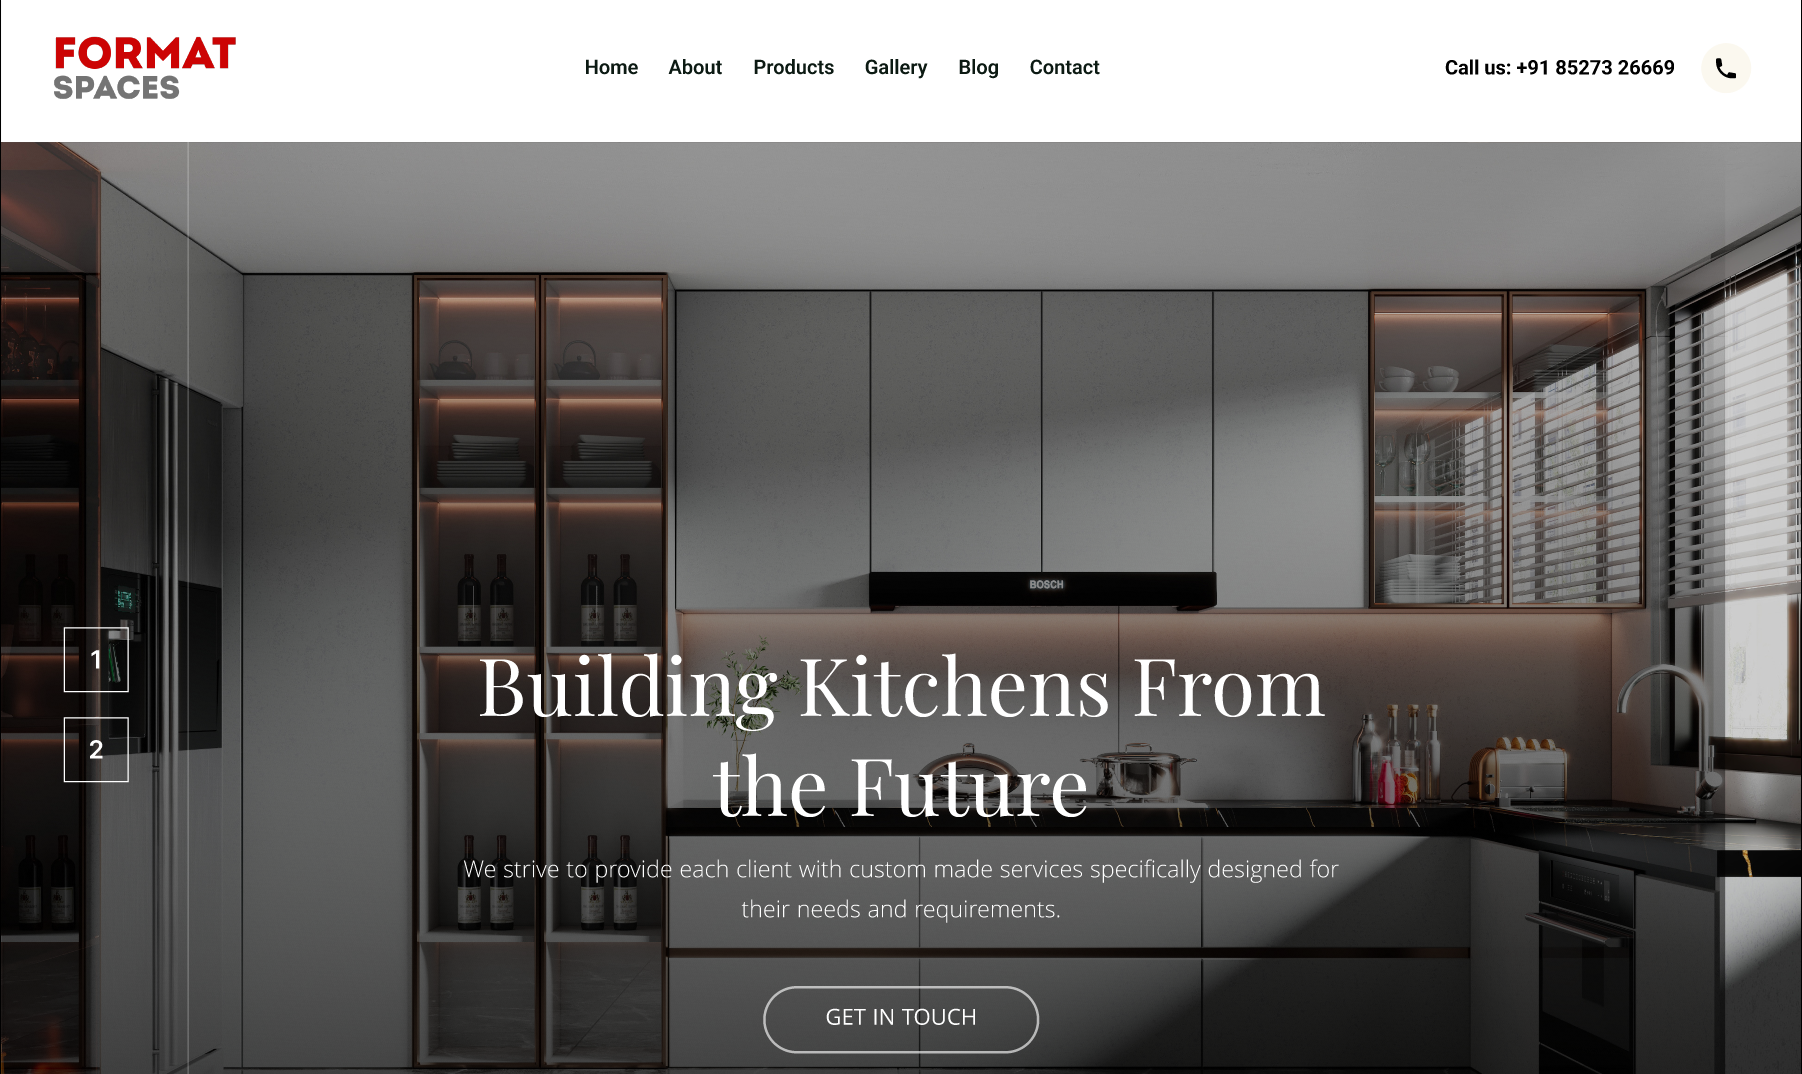 FORMAT
SPACES
Home About Products Gallery Blog Contact
Call us: +91 85273 26669
BOSCH
1
2
Building Kitchens From
the Future
We strive to provide each client with custom made services specifically designed for
their needs and requirements.
GET IN TOUCH